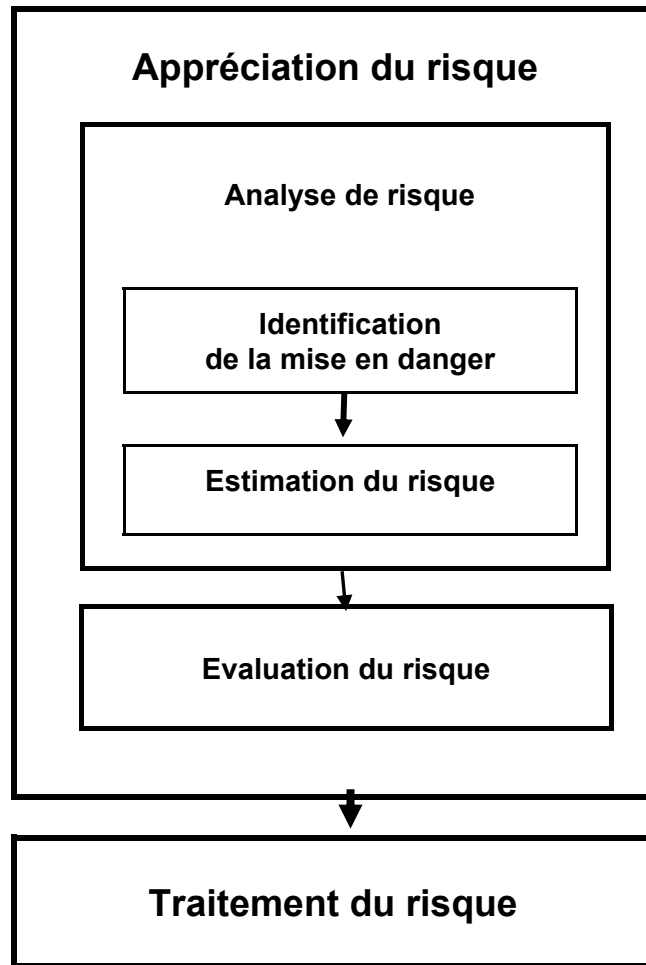 Appréciation du risque
Analyse de risque
Identification
de la mise en danger
Estimation du risque
Evaluation du risque
Traitement du risque